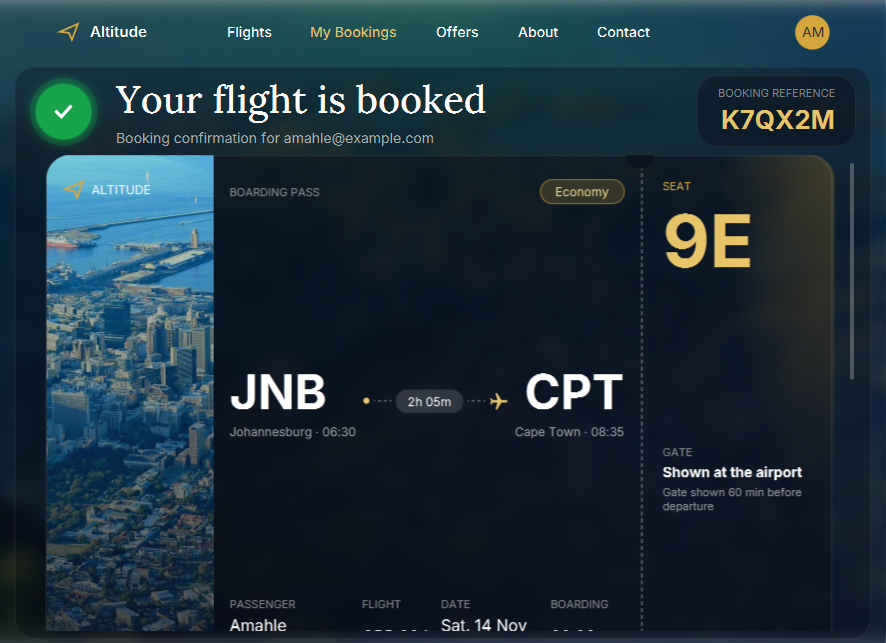 Altitude
Flights
My Bookings
Offers
About
Contact
AM
Your flight is booked
Booking confirmation for amahle@example.com
BOOKING REFERENCE
K7QX2M
ALTITUDE
BOARDING PASS
Economy
SEAT
9E
JNB
2h 05m
CPT
Johannesburg · 06:30
Cape Town · 08:35
GATE
Shown at the airport
Gate shown 60 min before
departure
PASSENGER
FLIGHT
DATE
BOARDING
Amahle
Sat, 14 Nov